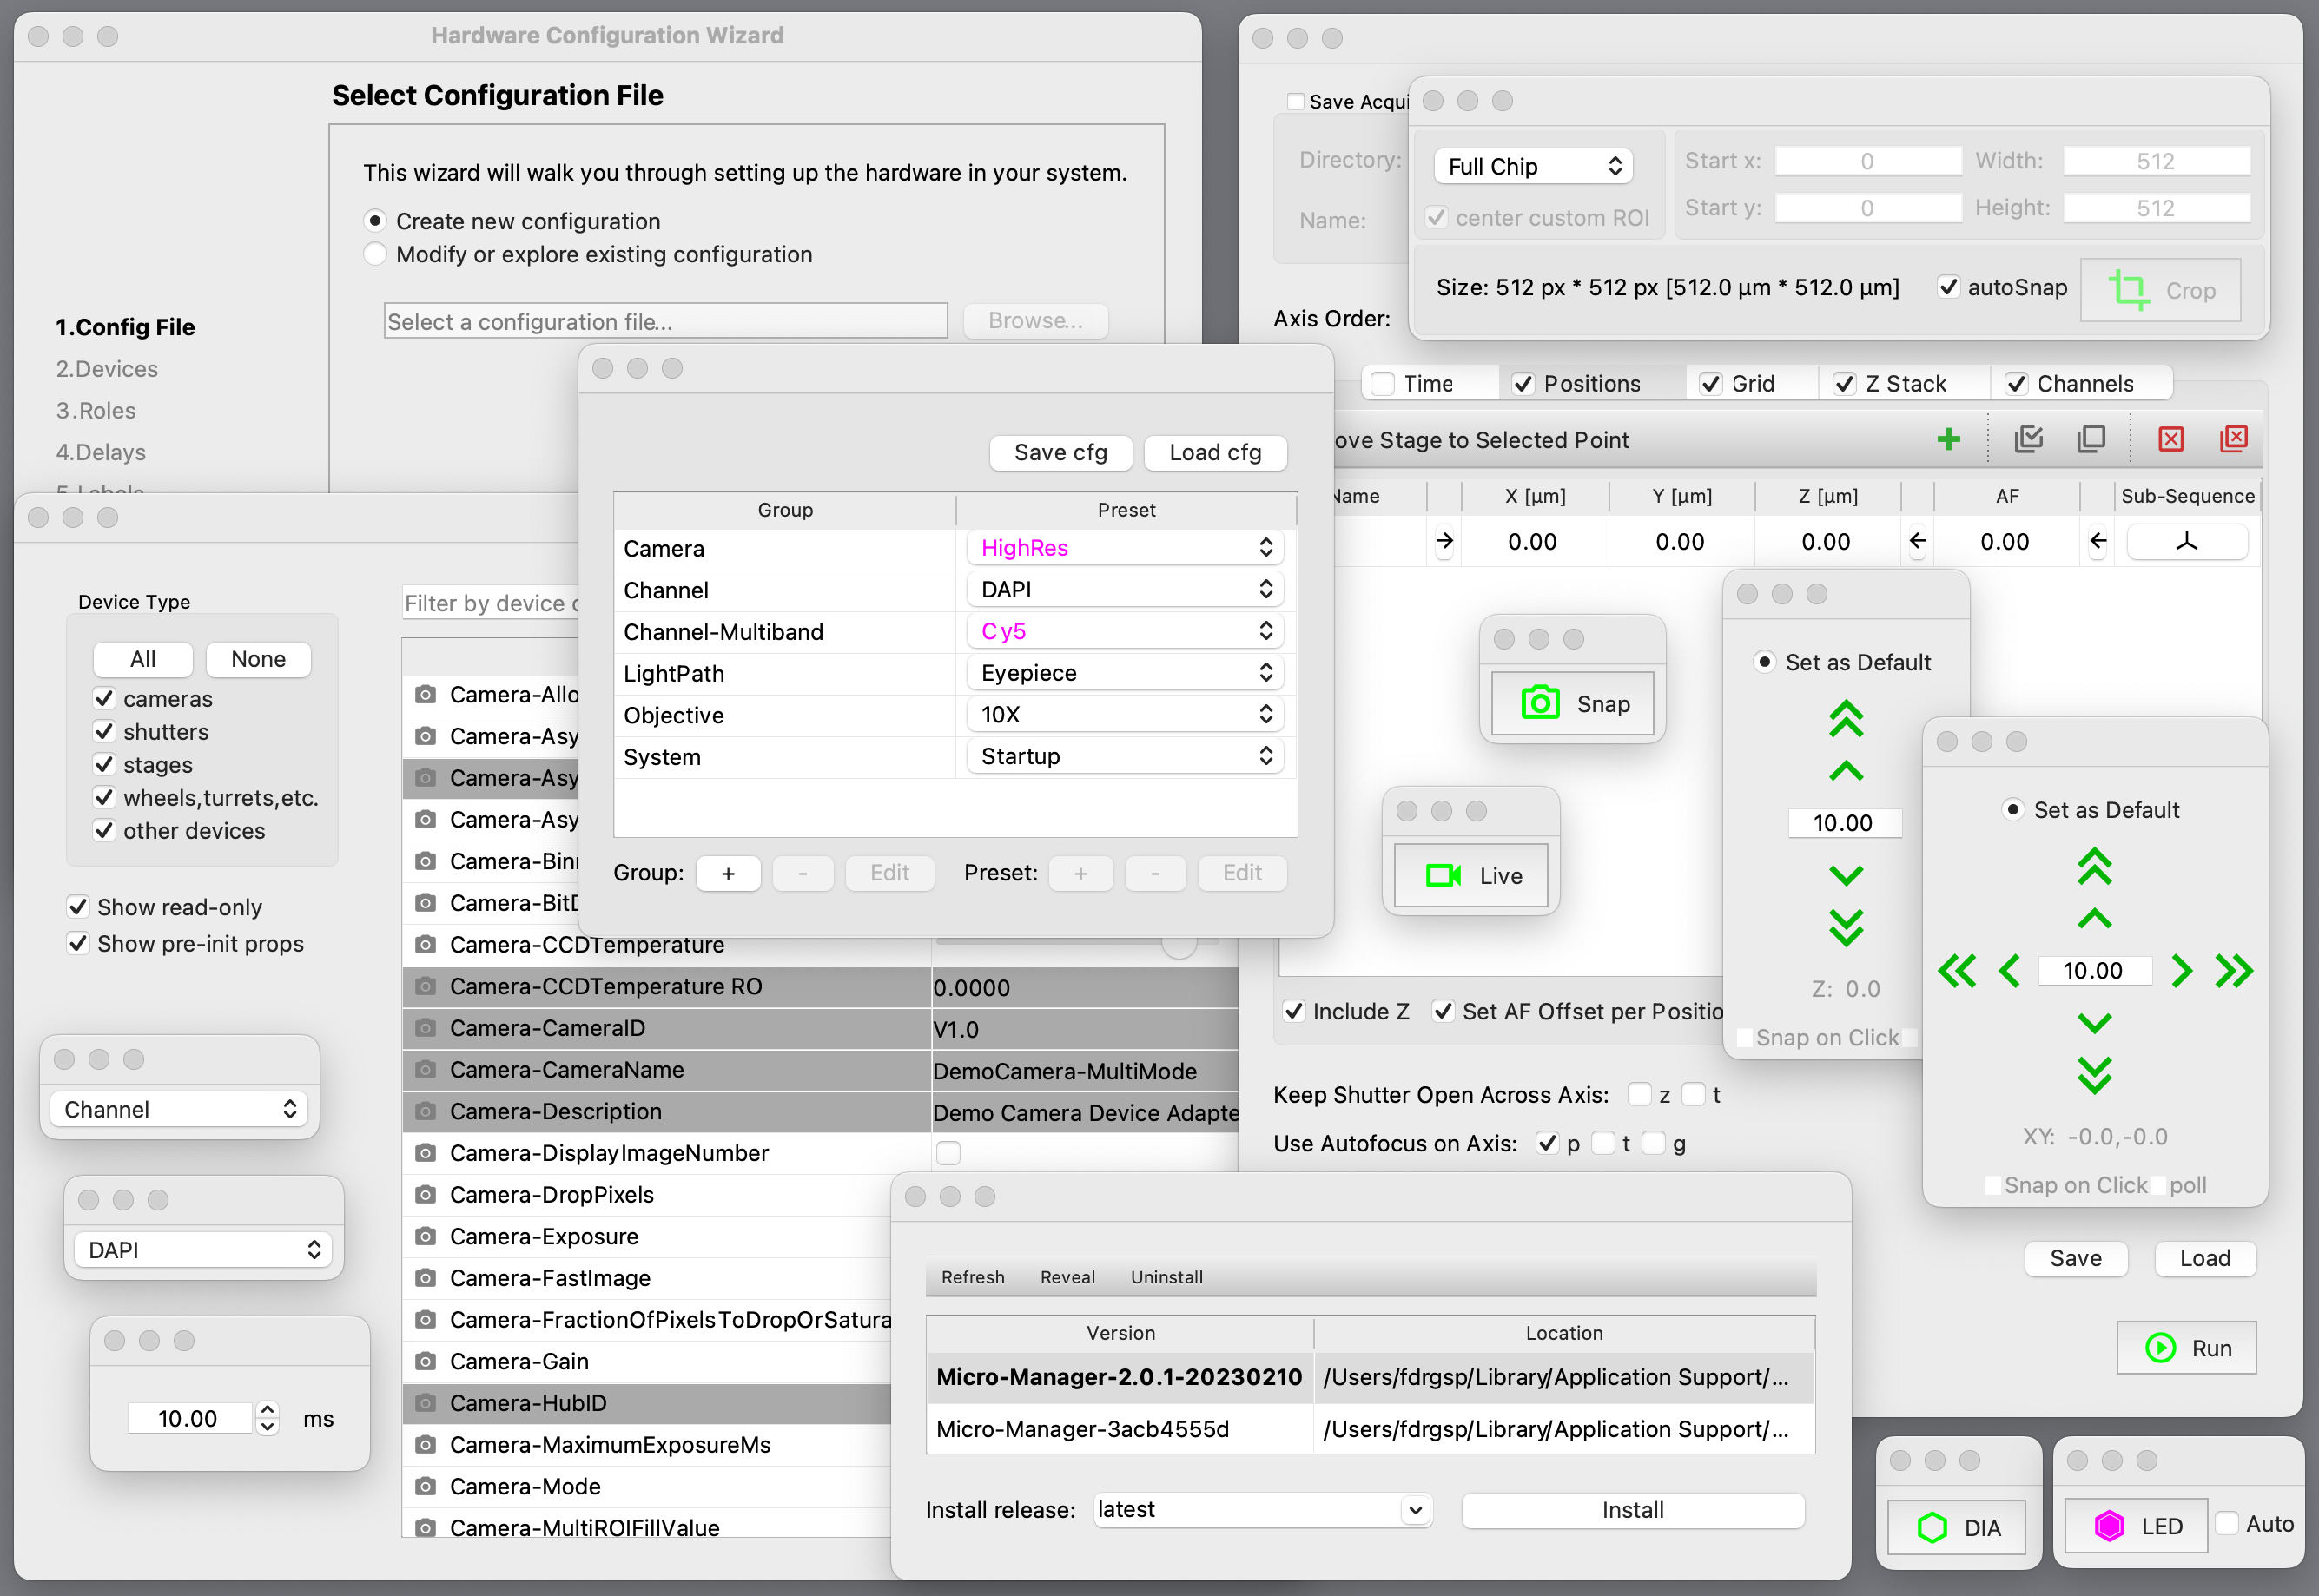 Hardware Configuration Wizard
Select Configuration File
This wizard will walk you through setting up the hardware in your system.
Create new configuration
Modify or explore existing configuration
Select a configuration file...
Browse...
1.Config File
2.Devices
3.Roles
4.Delays
Save Acqui
Directory:
Name:
Axis Order:
Full Chip
center custom ROI
Start x: 0 Width: 512
Start y: 0 Height: 512
Size: 512 px * 512 px [512.0 µm * 512.0 µm]
autoSnap
Crop
Time
Positions
Grid
Z Stack
Channels
ove Stage to Selected Point
Name X [µm] Y [µm] Z [µm] AF Sub-Sequence
0.00 0.00 0.00 0.00
Save cfg
Load cfg
Group Preset
Camera HighRes
Channel DAPI
Channel-Multiband Cy5
LightPath Eyepiece
Objective 10X
System Startup
Group: + - Edit Preset: + - Edit
Device Type
All None
cameras
shutters
stages
wheels,turrets,etc.
other devices
Show read-only
Show pre-init props
Filter by device
Camera-Allo
Camera-Asy
Camera-Asy
Camera-Asy
Camera-Binn
Camera-BitD
Camera-CCDTemperature
Camera-CCDTemperature RO 0.0000
Camera-CameraID V1.0
Camera-CameraName DemoCamera-MultiMode
Camera-Description Demo Camera Device Adapte
Camera-DisplayImageNumber
Camera-DropPixels
Camera-Exposure
Camera-FastImage
Camera-FractionOfPixelsToDropOrSatura
Camera-Gain
Camera-HubID
Camera-MaximumExposureMs
Camera-Mode
Camera-MultiROIFillValue
Channel
DAPI
10.00 ms
Snap
Live
Set as Default
10.00
Z: 0.0
Snap on Click
Set as Default
10.00
XY: -0.0,-0.0
Snap on Click poll
Include Z
Set AF Offset per Positio
Keep Shutter Open Across Axis: z t
Use Autofocus on Axis: p t g
Save Load
Run
Refresh Reveal Uninstall
Version Location
Micro-Manager-2.0.1-20230210 /Users/fdrgsp/Library/Application Support/...
Micro-Manager-3acb4555d /Users/fdrgsp/Library/Application Support/...
Install release: latest Install
DIA
LED
Auto